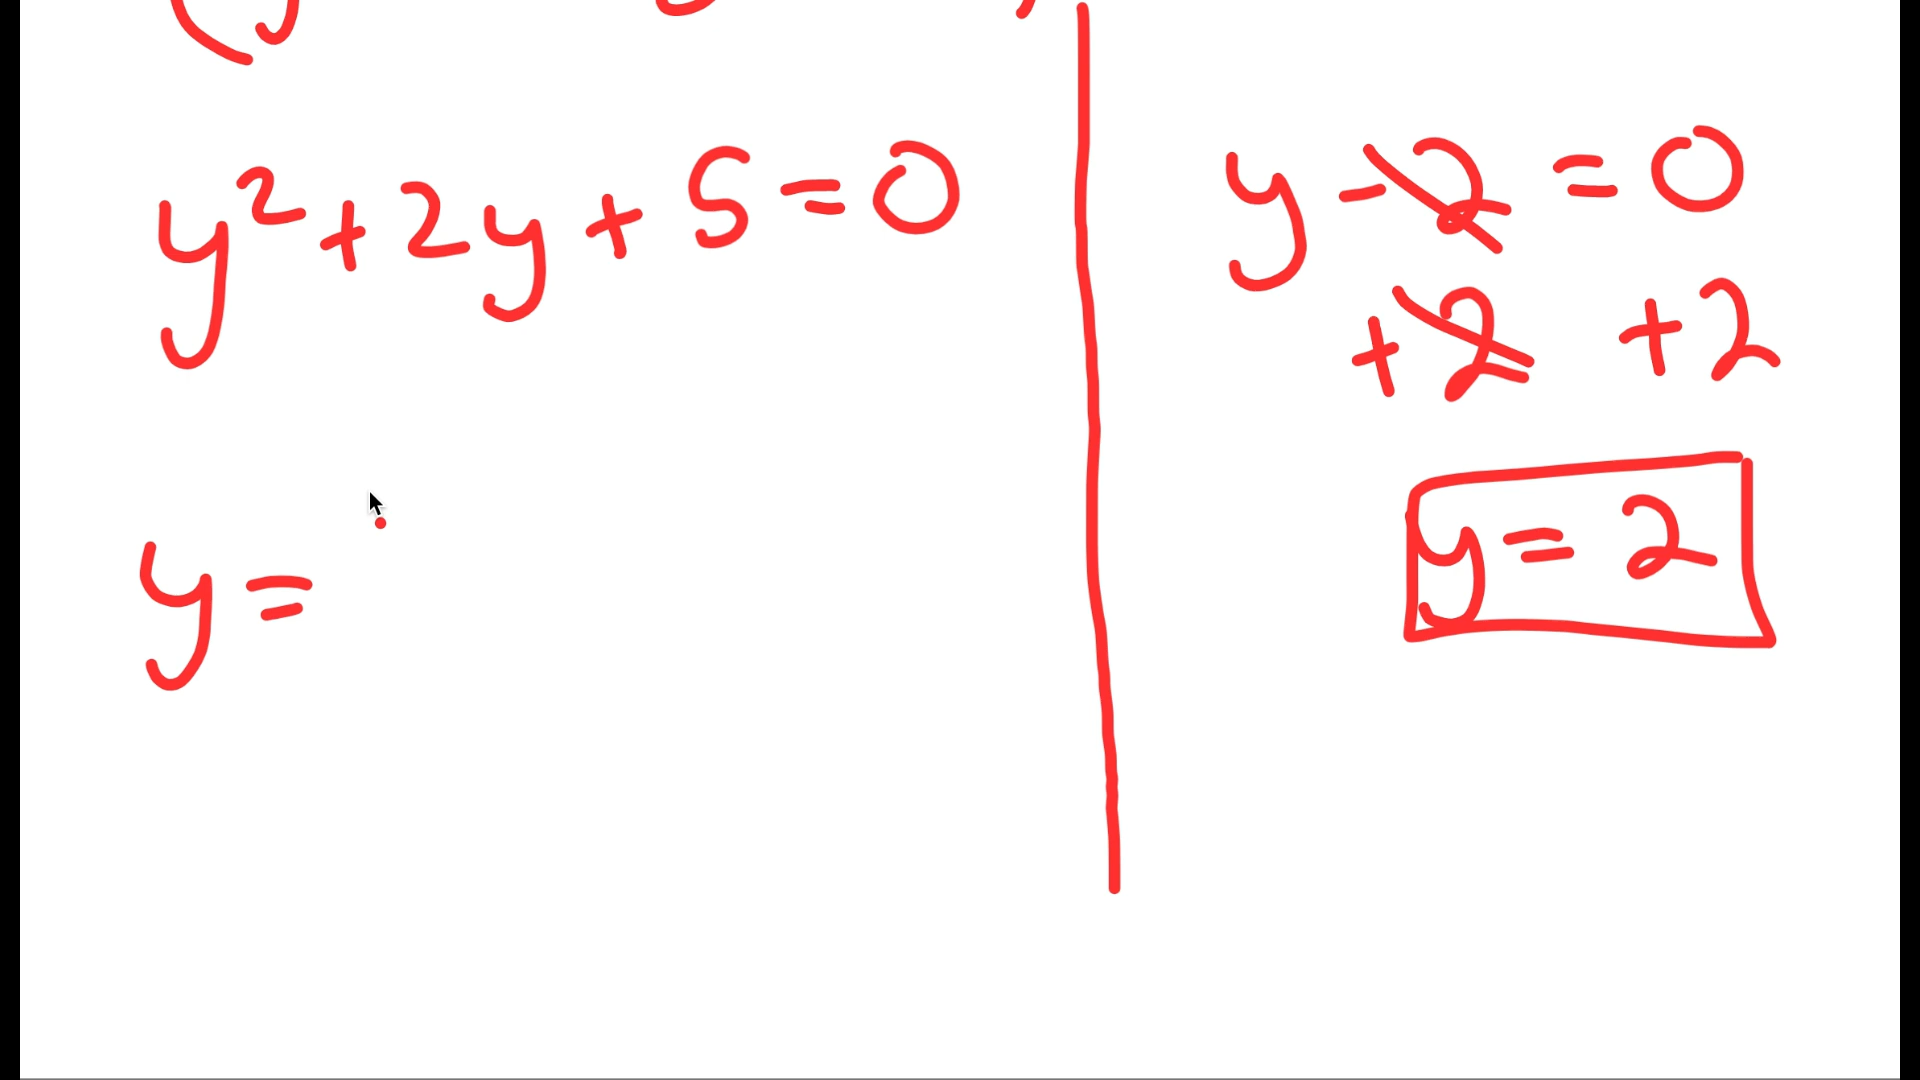 y²+2y+5=0
y=
y-2=0
+2 +2
y=2